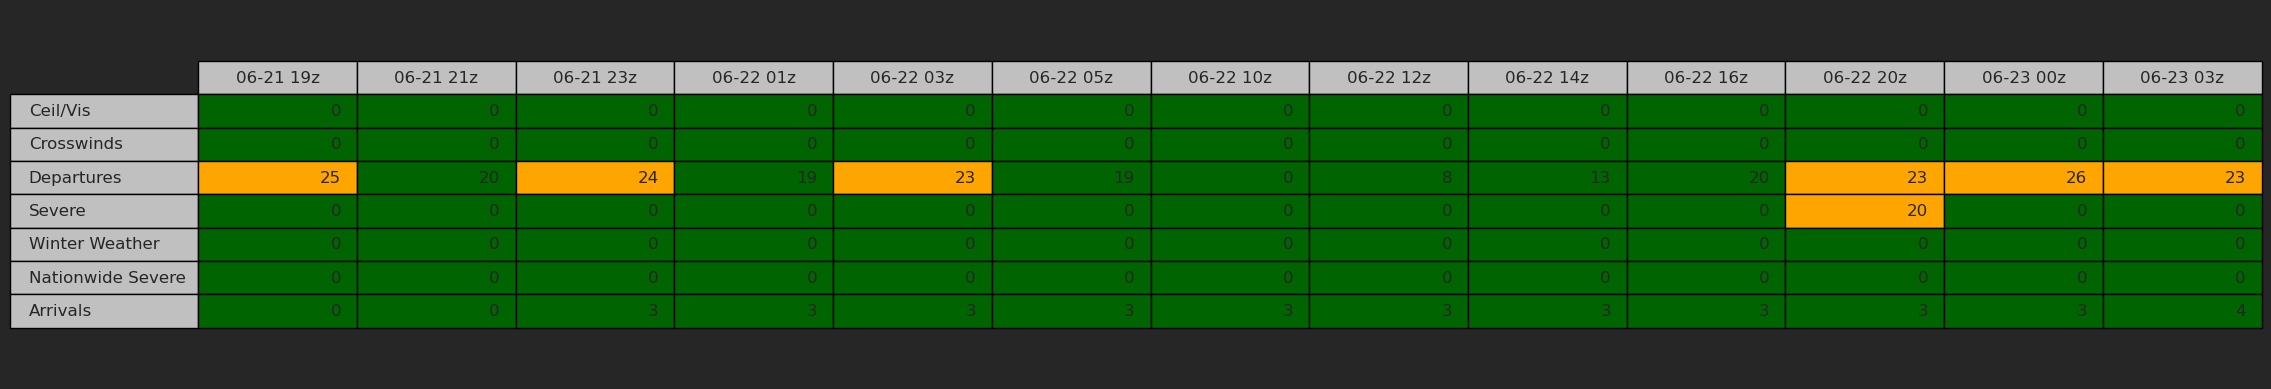 06-21 19z 06-21 21z 06-21 23z 06-22 01z 06-22 03z 06-22 05z 06-22 10z 06-22 12z 06-22 14z 06-22 16z 06-22 20z 06-23 00z 06-23 03z
Ceil/Vis 0 0 0 0 0 0 0 0 0 0 0 0 0
Crosswinds 0 0 0 0 0 0 0 0 0 0 0 0 0
Departures 25 20 24 19 23 19 0 8 13 20 23 26 23
Severe 0 0 0 0 0 0 0 0 0 0 20 0 0
Winter Weather 0 0 0 0 0 0 0 0 0 0 0 0 0
Nationwide Severe 0 0 0 0 0 0 0 0 0 0 0 0 0
Arrivals 0 0 3 3 3 3 3 3 3 3 3 3 4